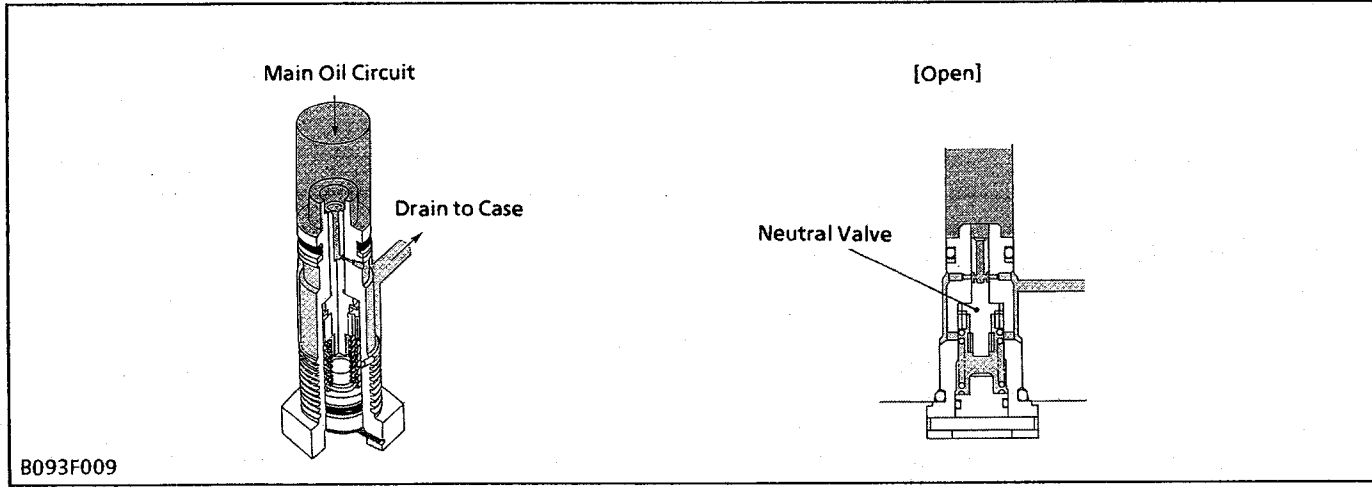 Main Oil Circuit
[Open]
Drain to Case
Neutral Valve
B093F009